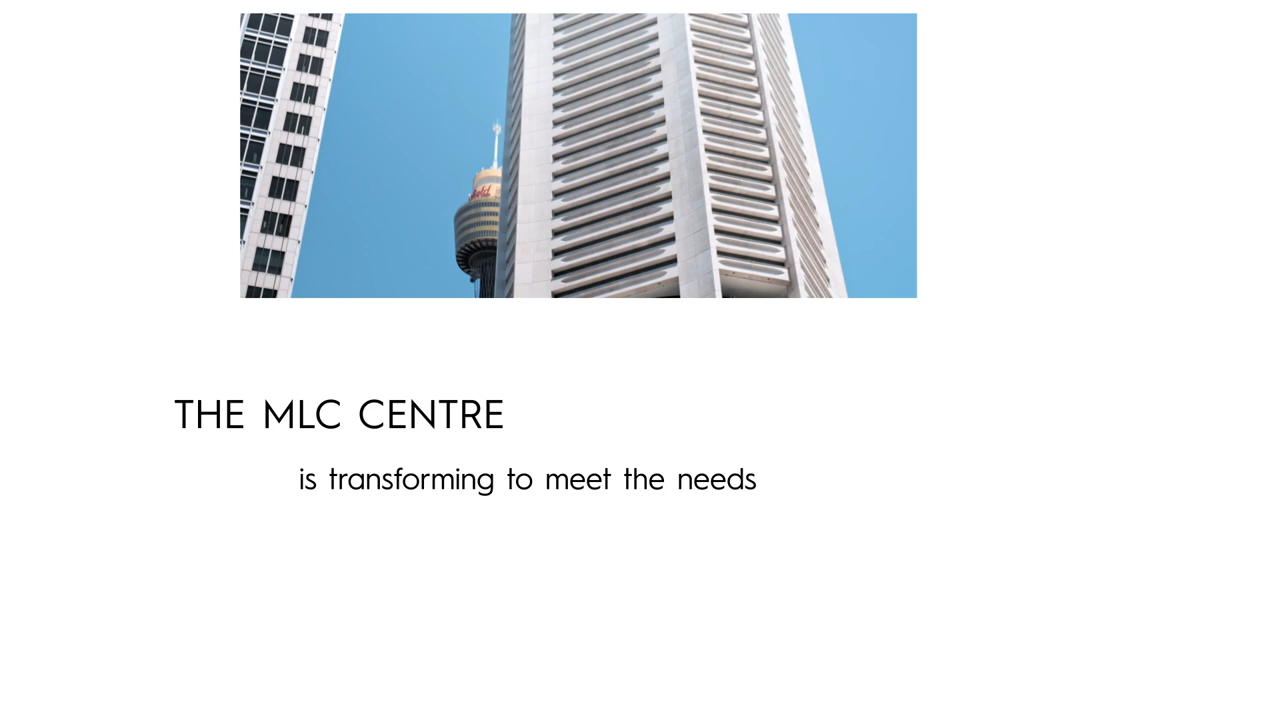 THE MLC CENTRE
is transforming to meet the needs